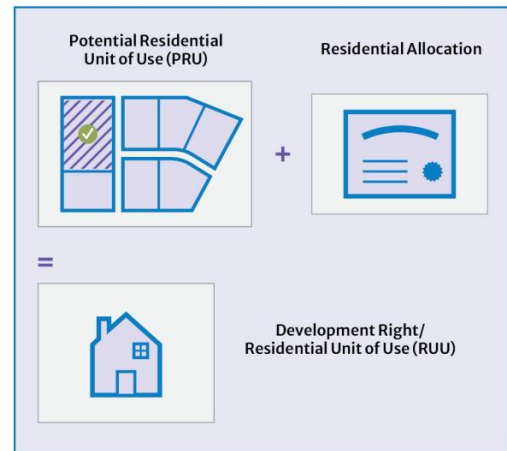 Potential Residential
Unit of Use (PRU)
Residential Allocation
+
=
Development Right/
Residential Unit of Use (RUU)